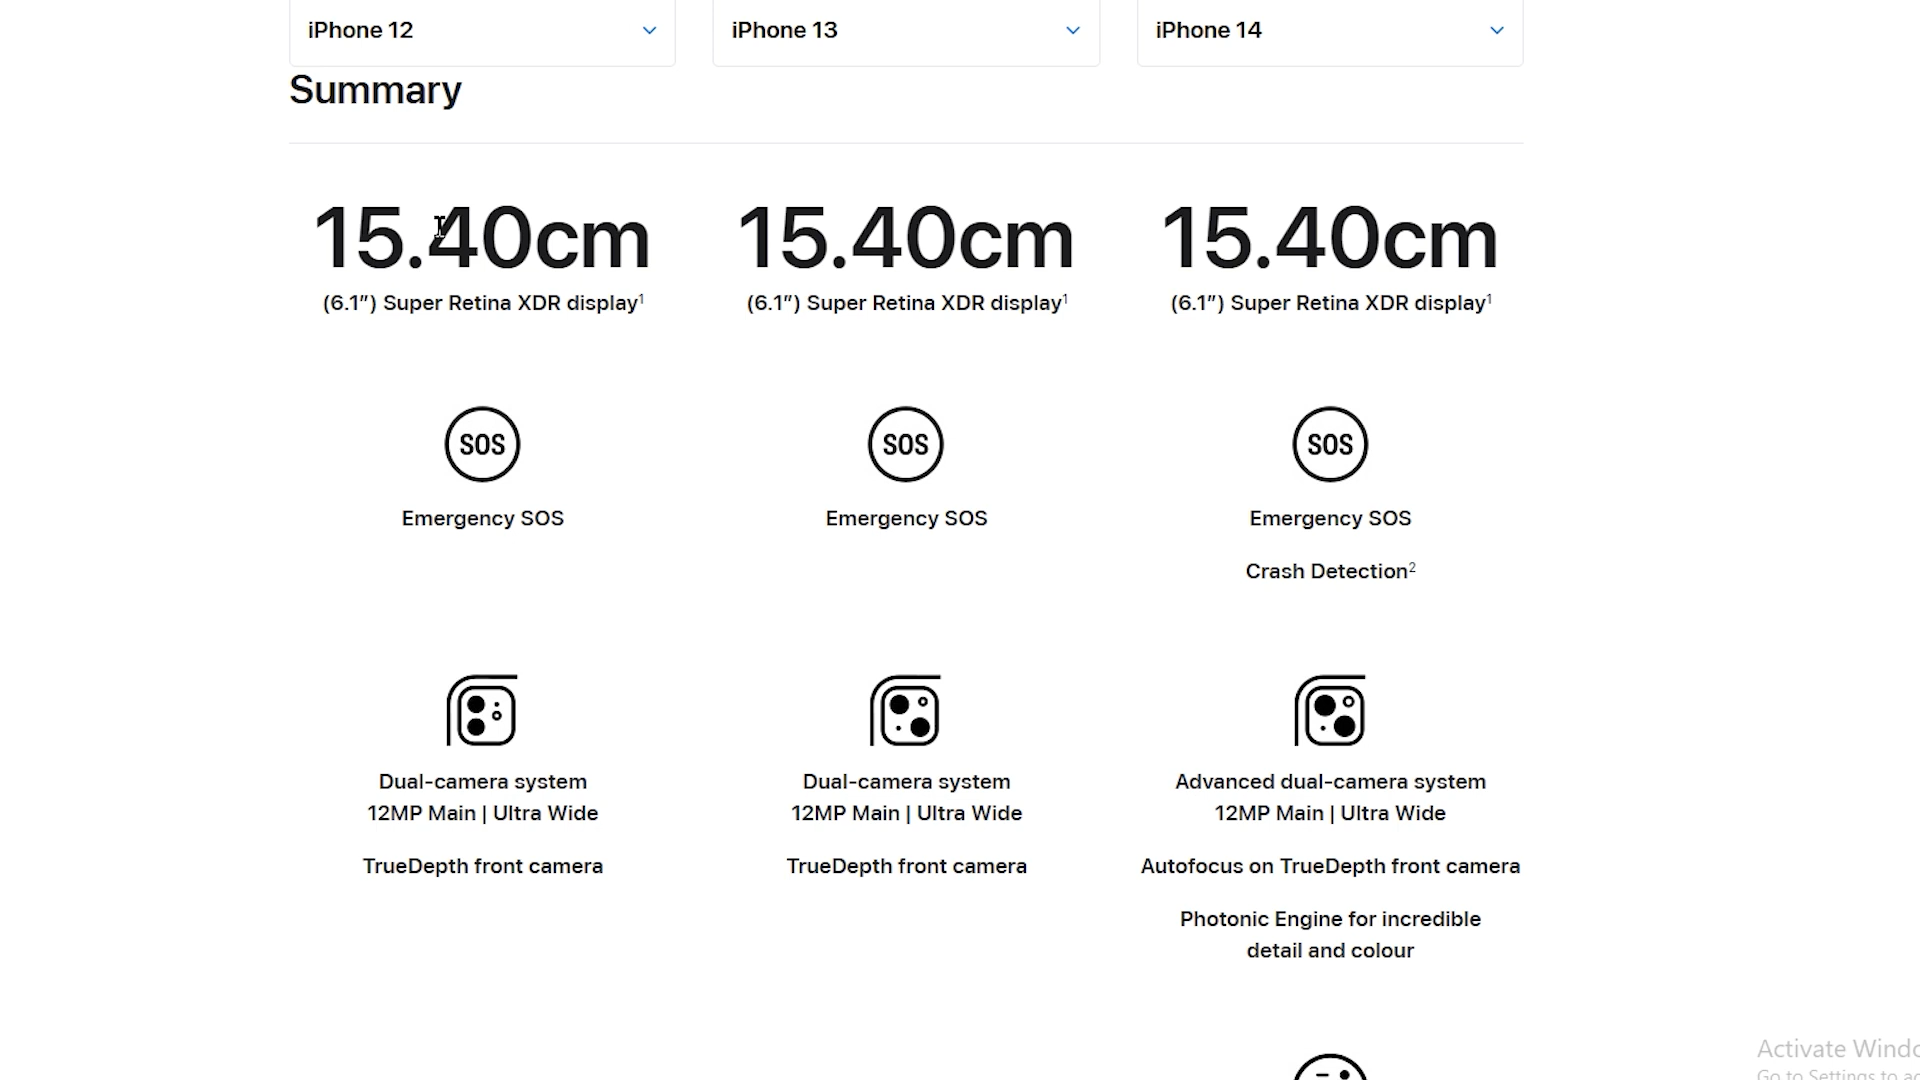 iPhone 12
iPhone 13
iPhone 14
Summary
15.40cm
15.40cm
15.40cm
(6.1″) Super Retina XDR display¹
(6.1″) Super Retina XDR display¹
(6.1″) Super Retina XDR display¹
SOS
SOS
SOS
Emergency SOS
Emergency SOS
Emergency SOS
Crash Detection²
Dual-camera system
12MP Main | Ultra Wide
TrueDepth front camera
Dual-camera system
12MP Main | Ultra Wide
TrueDepth front camera
Advanced dual-camera system
12MP Main | Ultra Wide
Autofocus on TrueDepth front camera
Photonic Engine for incredible
detail and colour
Activate Windo
Go to Settings to